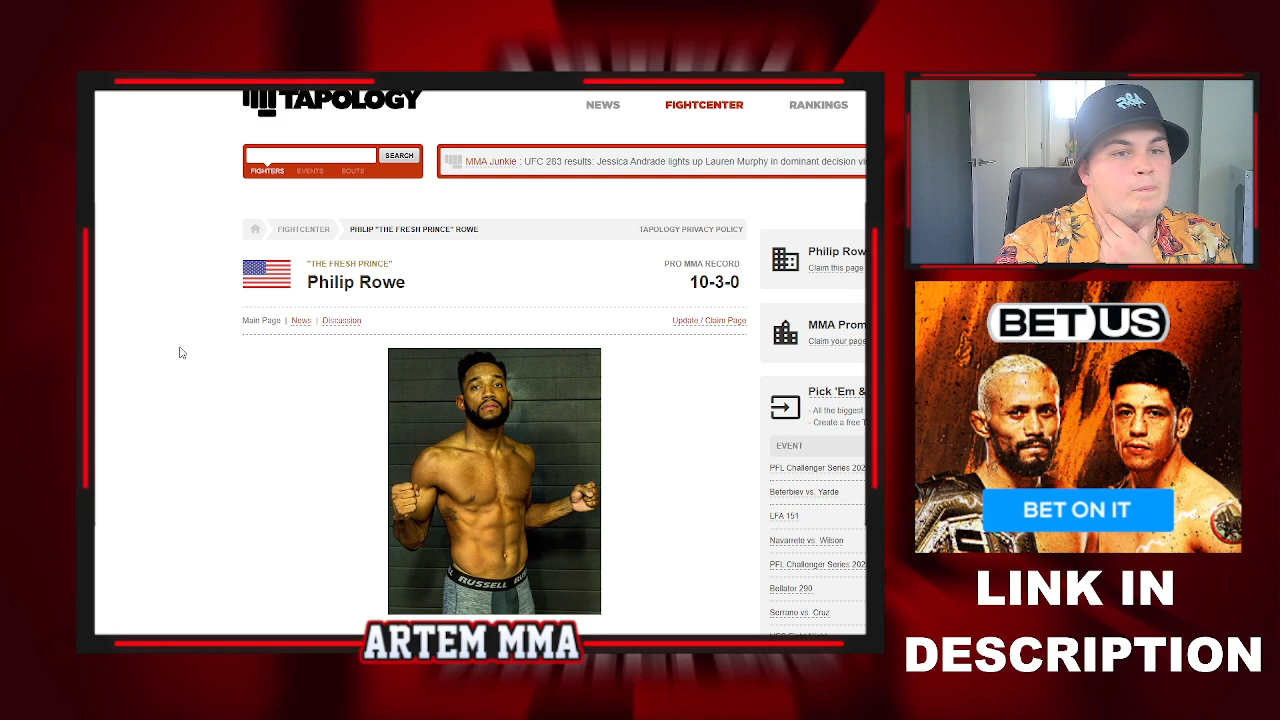 TAPOLOGY
NEWS
FIGHTCENTER
RANKINGS
SEARCH
FIGHTERS
EVENTS
BOUTS
MMA Junkie : UFC 283 results: Jessica Andrade lights up Lauren Murphy in dominant decision
FIGHTCENTER
PHILIP "THE FRESH PRINCE" ROWE
TAPOLOGY PRIVACY POLICY
"THE FRESH PRINCE"
Philip Rowe
PRO MMA RECORD
10-3-0
Main Page | News | Discussion
Update / Claim Page
Philip Row
Claim this page
MMA Prom
Claim your page
Pick 'Em &
- All the biggest
- Create a free
EVENT
PFL Challenger Series 202
Beterbiev vs. Yarde
LFA 151
Navarrete vs. Wilson
PFL Challenger Series 202
Bellator 290
Serrano vs. Cruz
RUSSELL
ARTEM MMA
BET US
BET ON IT
LINK IN
DESCRIPTION